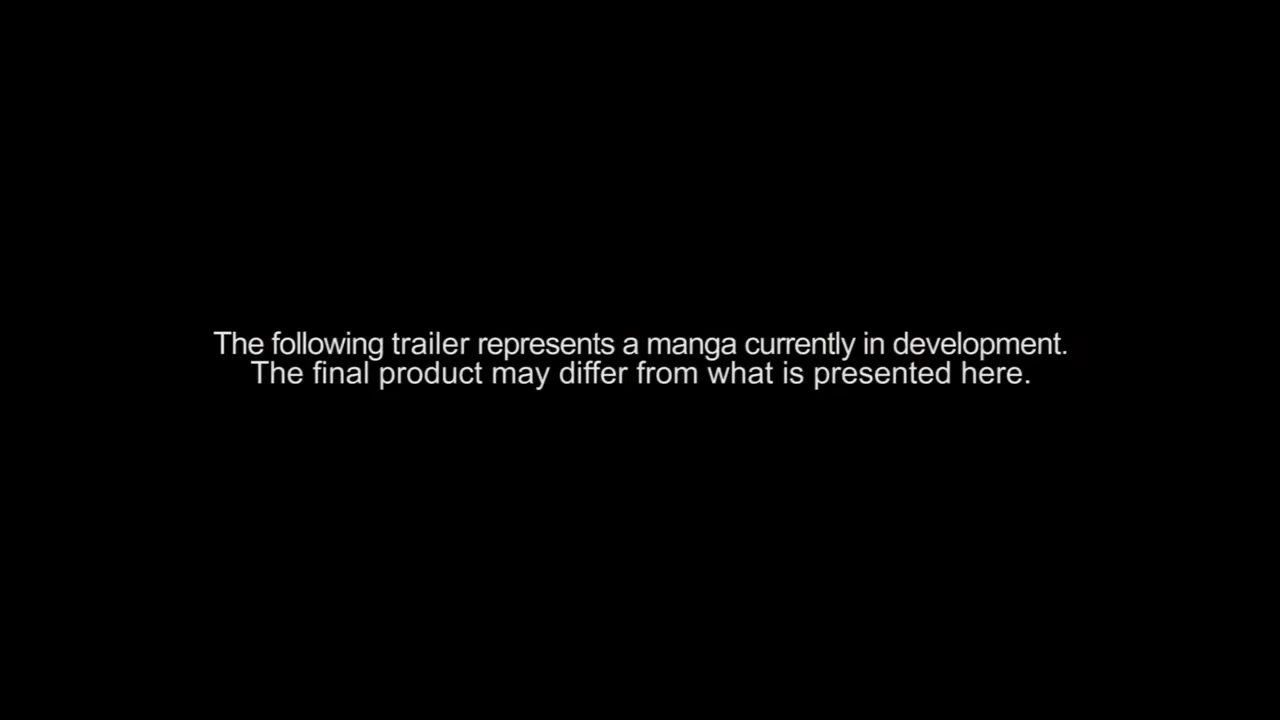 The following trailer represents a manga currently in development.
The final product may differ from what is presented here.